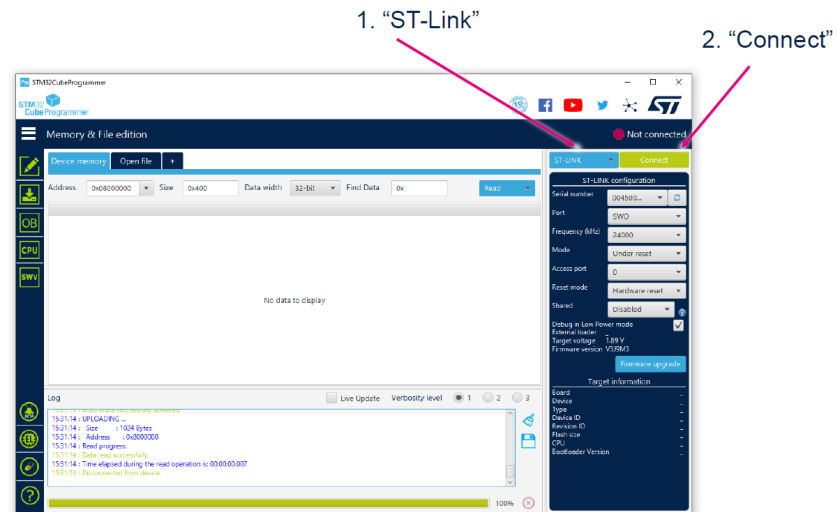 1. “ST-Link”
2. “Connect”
STM32CubeProgrammer
STM32
CubeProgrammer
Memory & File edition
Not connected
Device memory
Open file
+
ST-LINK
Connect
Address
0x08000000
Size
0x400
Data width
32-bit
Find Data
0x
Read
ST-LINK configuration
Serial number
004500...
Port
SWD
Frequency (kHz)
24000
Mode
Under reset
Access port
0
Reset mode
Hardware reset
Shared
Disabled
Debug in Low Power mode
External loader _
Target voltage 1.89 V
Firmware version V3J9M3
Firmware upgrade
OB
CPU
SWV
No data to display
Target information
Board _
Device _
Type _
Device ID _
Revision ID _
Flash size _
CPU _
Bootloader Version _
Log
Live Update
Verbosity level
1
2
3
15:31:14 : UPLOADING ...
15:31:14 : Size : 1024 Bytes
15:31:14 : Address : 0x8000000
15:31:14 : Read progress:
15:31:14 : Data read successfully
15:31:14 : Time elapsed during the read operation is: 00:00:00.007
15:31:53 : Disconnected from device.
100%